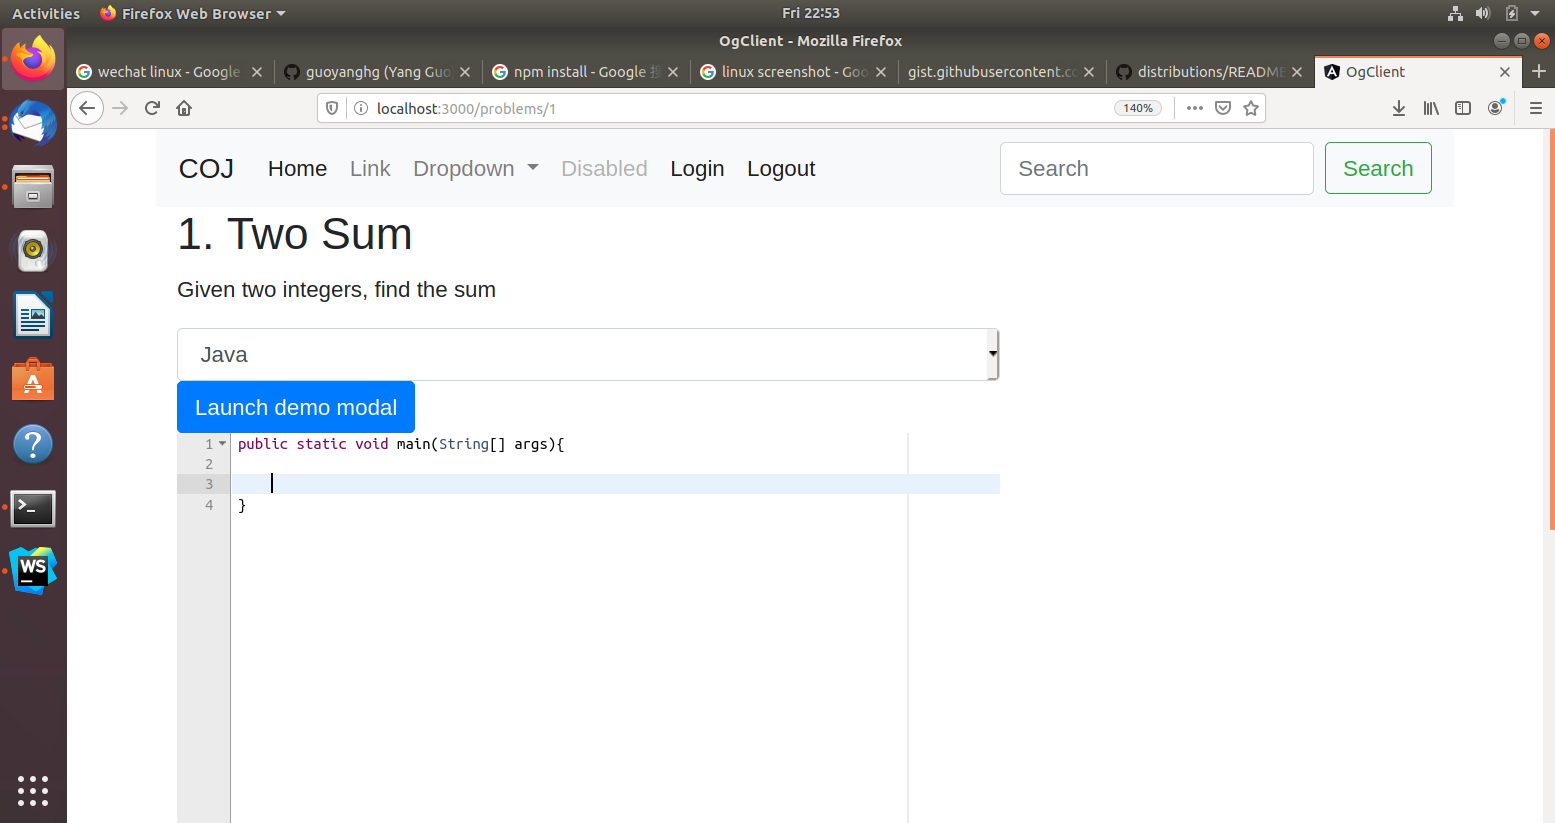 Activities Firefox Web Browser Fri 22:53
OgClient - Mozilla Firefox
wechat linux - Google guoyanghg (Yang Guo npm install - Google linux screenshot - Goo gist.githubusercontent.co distributions/README OgClient
localhost:3000/problems/1 140%
COJ Home Link Dropdown Disabled Login Logout Search Search
1. Two Sum
Given two integers, find the sum
Java
Launch demo modal
1 public static void main(String[] args){
2
3
4 }
WS